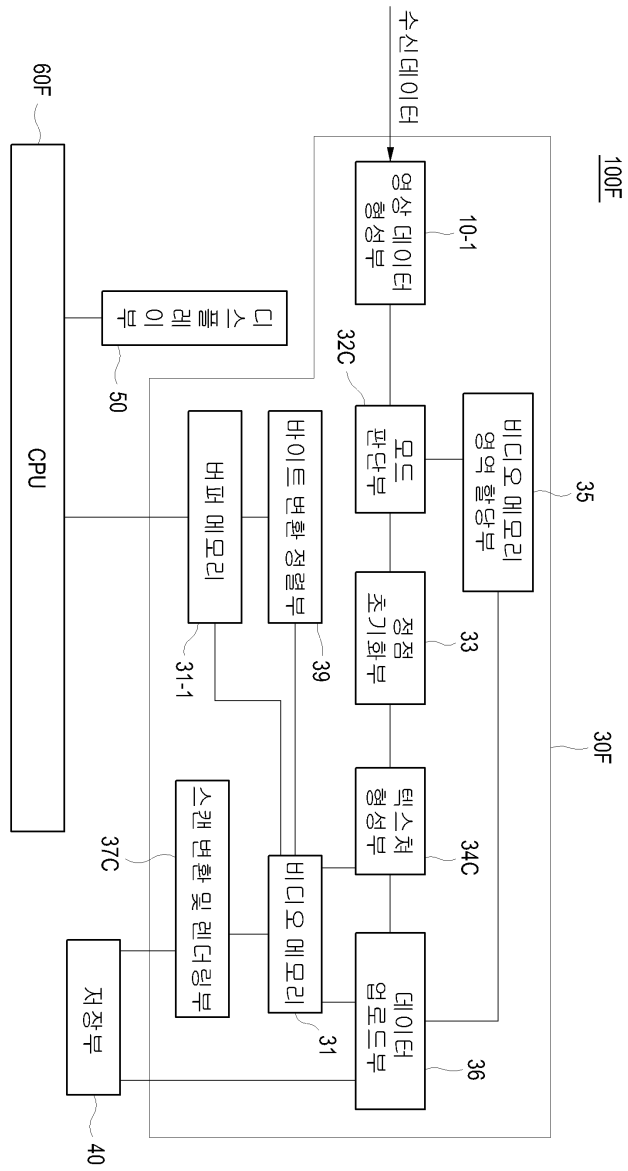 100F
수신데이터
영상 데이터
형성부
10-1
32C
모드
판단부
비디오 메모리
영역 할당부
35
정점
초기화부
33
30F
텍스쳐
형성부
34C
데이터
업로드부
36
60F
CPU
디스플레이
부
50
버퍼 메모리
31-1
바이트 변환 정렬부
39
비디오 메모리
31
37C
스캔 변환 및 렌더링부
저장부
40